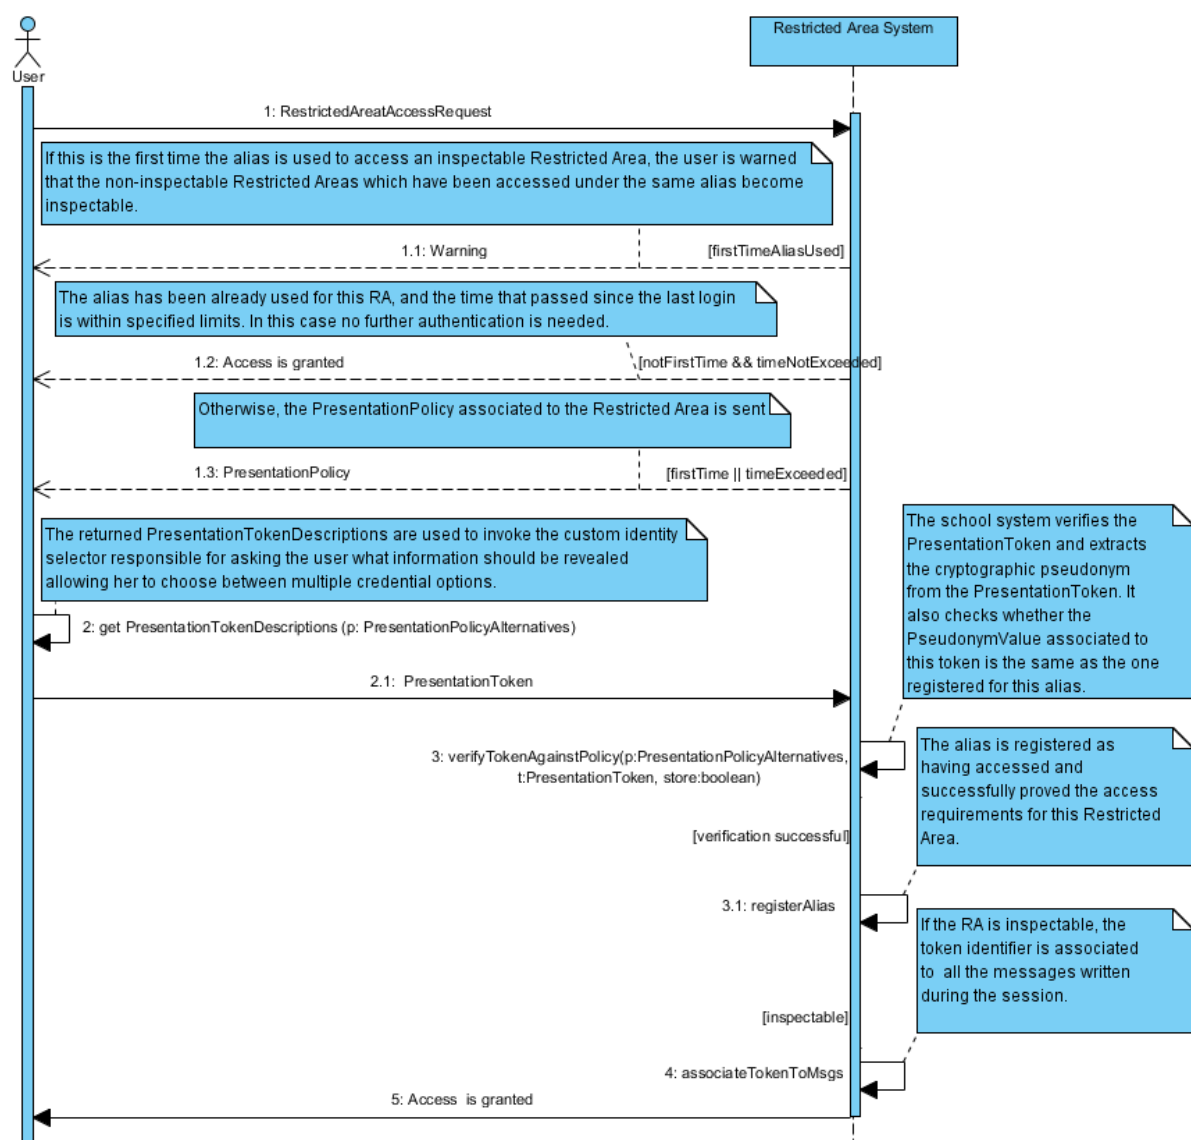 Restricted Area System
User
1: RestrictedAreatAccessRequest
If this is the first time the alias is used to access an inspectable Restricted Area, the user is warned
that the non-inspectable Restricted Areas which have been accessed under the same alias become
inspectable.
1.1: Warning
[firstTimeAliasUsed]
The alias has been already used for this RA, and the time that passed since the last login
is within specified limits. In this case no further authentication is needed.
1.2: Access is granted
[notFirstTime && timeNotExceeded]
Otherwise, the PresentationPolicy associated to the Restricted Area is sent
1.3: PresentationPolicy
[firstTime || timeExceeded]
The returned PresentationTokenDescriptions are used to invoke the custom identity
selector responsible for asking the user what information should be revealed
allowing her to choose between multiple credential options.
2: get PresentationTokenDescriptions (p: PresentationPolicyAlternatives)
The school system verifies the
PresentationToken and extracts
the cryptographic pseudonym
from the PresentationToken. It
also checks whether the
PseudonymValue associated to
this token is the same as the one
registered for this alias.
2.1: PresentationToken
3: verifyTokenAgainstPolicy(p:PresentationPolicyAlternatives,
t:PresentationToken, store:boolean)
The alias is registered as
having accessed and
successfully proved the access
requirements for this Restricted
Area.
[verification successful]
3.1: registerAlias
If the RA is inspectable, the
token identifier is associated
to all the messages written
during the session.
[inspectable]
4: associateTokenToMsgs
5: Access is granted